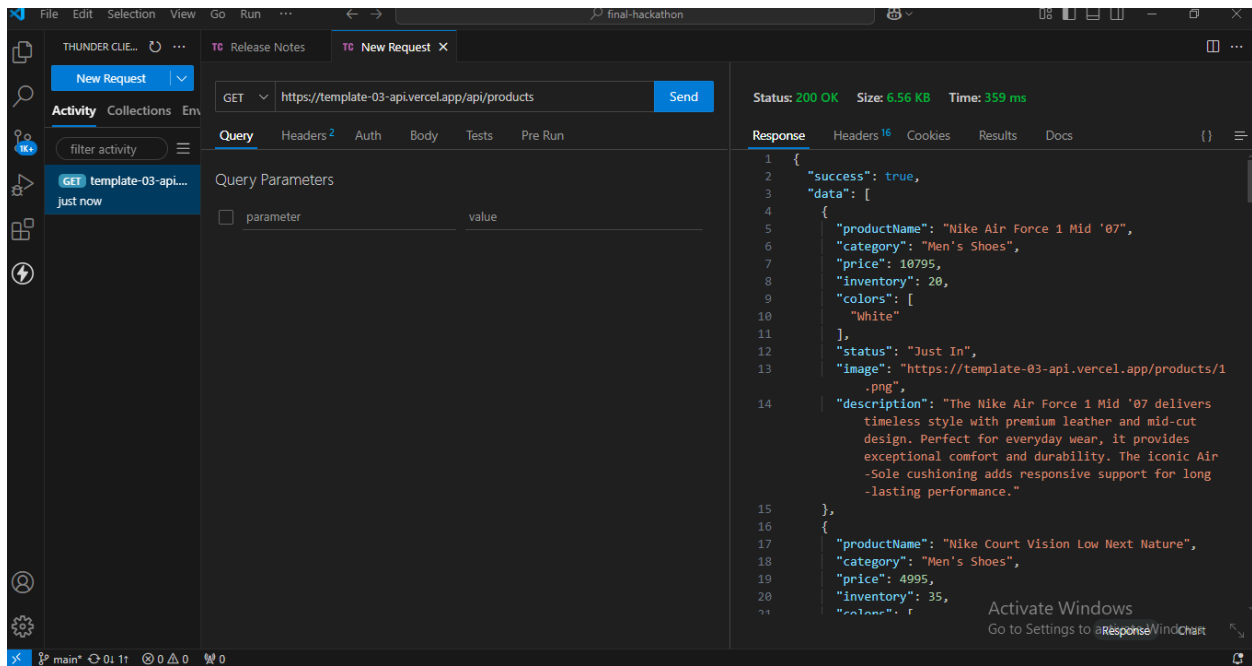 File Edit Selection View Go Run ··· final-hackathon
THUNDER CLIE... ···
TC Release Notes TC New Request ···
New Request
Activity Collections Env
filter activity
1K+
GET template-03-api....
just now
GET https://template-03-api.vercel.app/api/products Send
Query Headers 2 Auth Body Tests Pre Run
Query Parameters
parameter value
Status: 200 OK Size: 6.56 KB Time: 359 ms
Response Headers 16 Cookies Results Docs {}
1 {
2 "success": true,
3 "data": [
4 {
5 "productName": "Nike Air Force 1 Mid '07",
6 "category": "Men's Shoes",
7 "price": 10795,
8 "inventory": 20,
9 "colors": [
10 "White"
11 ],
12 "status": "Just In",
13 "image": "https://template-03-api.vercel.app/products/1
.png",
14 "description": "The Nike Air Force 1 Mid '07 delivers
timeless style with premium leather and mid-cut
design. Perfect for everyday wear, it provides
exceptional comfort and durability. The iconic Air
-Sole cushioning adds responsive support for long
-lasting performance."
15 },
16 {
17 "productName": "Nike Court Vision Low Next Nature",
18 "category": "Men's Shoes",
19 "price": 4995,
20 "inventory": 35,
21 "colors": [
Activate Windows
Go to Settings to activate Windows.
Response Chart
main* 0↓ 1↑ 0 0 0